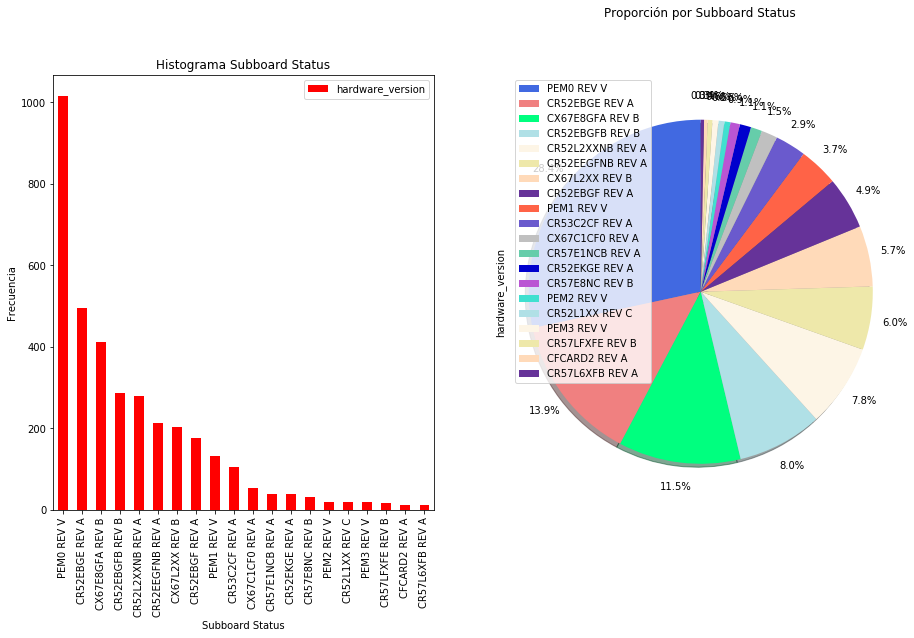 Proporción por Subboard Status
Histograma Subboard Status
hardware_version
Frecuencia
1000
800
600
400
200
0
PEM0 REV V
CR52EBGE REV A
CX67E8GFA REV B
CR52EBGFB REV B
CR52L2XXNB REV A
CR52EEGFNB REV A
CX67L2XX REV B
CR52EBGF REV A
PEM1 REV V
CR53C2CF REV A
CX67C1CF0 REV A
CR57E1NCB REV A
CR52EKGE REV A
CR57E8NC REV B
PEM2 REV V
CR52L1XX REV C
PEM3 REV V
CR57LFXFE REV B
CFCARD2 REV A
CR57L6XFB REV A
Subboard Status
hardware_version
PEM0 REV V
CR52EBGE REV A
CX67E8GFA REV B
CR52EBGFB REV B
CR52L2XXNB REV A
CR52EEGFNB REV A
CX67L2XX REV B
CR52EBGF REV A
PEM1 REV V
CR53C2CF REV A
CX67C1CF0 REV A
CR57E1NCB REV A
CR52EKGE REV A
CR57E8NC REV B
PEM2 REV V
CR52L1XX REV C
PEM3 REV V
CR57LFXFE REV B
CFCARD2 REV A
CR57L6XFB REV A
1.1%
1.1%
1.5%
2.9%
3.7%
4.9%
5.7%
6.0%
7.8%
8.0%
11.5%
13.9%